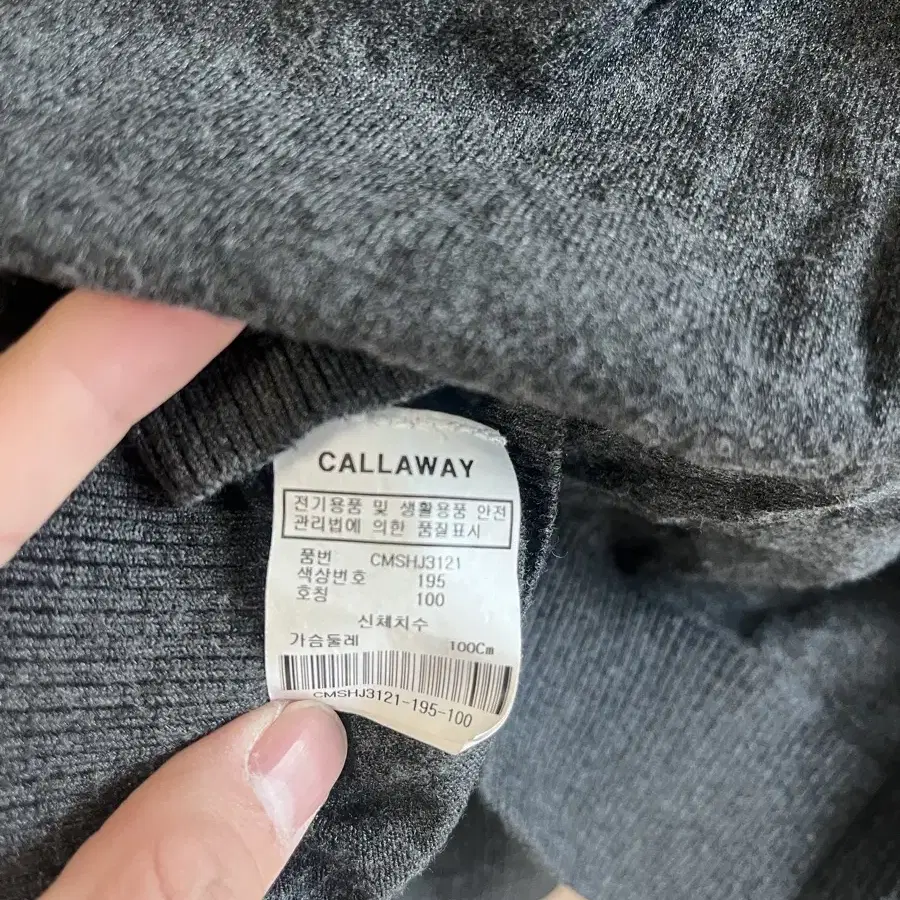 CALLAWAY
전기용품 및 생활용품 안전
관리법에 의한 품질표시
품번 CMSHJ3121
색상번호 195
호칭 100
신체치수
가슴둘레 100Cm
CMSHJ3121-195-100